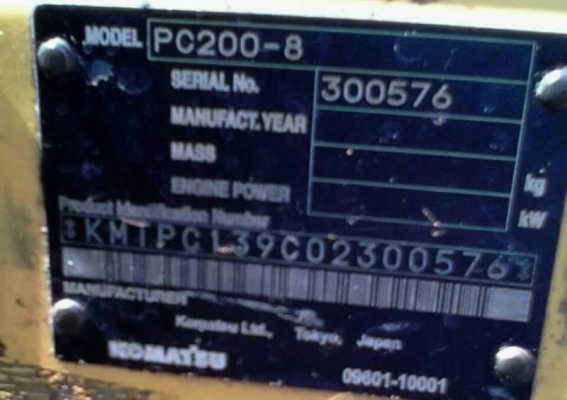 MODEL PC200-8
SERIAL No. 300576
MANUFACT. YEAR
MASS kg
ENGINE POWER kW
Product Identification Number
*KMTPC139C02300576*
MANUFACTURER
Komatsu Ltd., Tokyo, Japan
KOMATSU 09601-10001